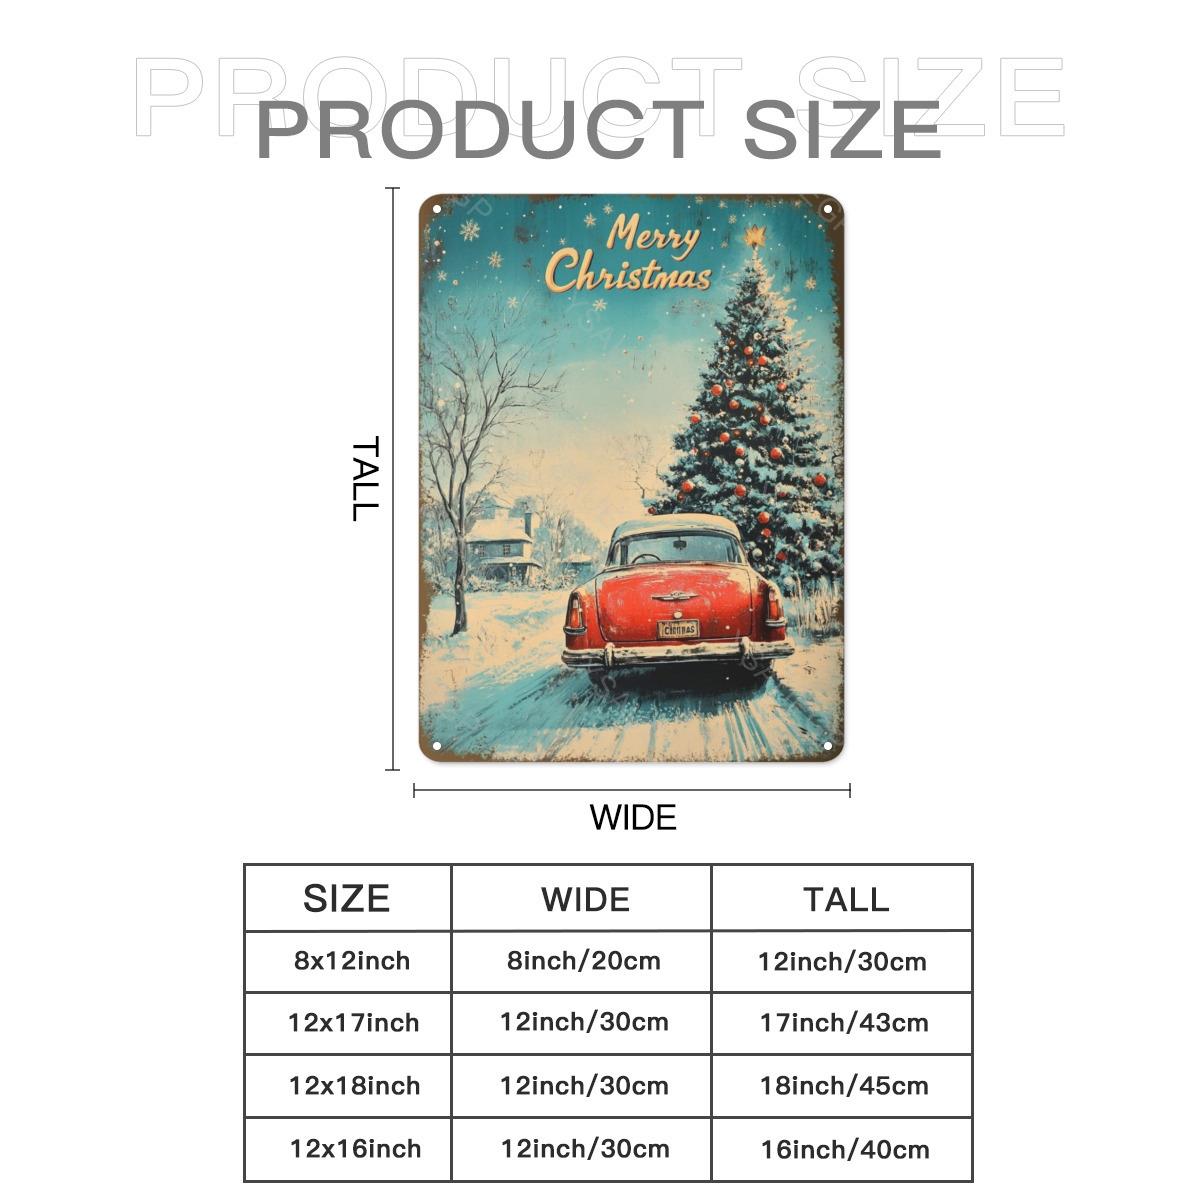 PRODUCT SIZE
PRODUCT SIZE
Merry
Christmas
TALL
WIDE
SIZE WIDE TALL
8x12inch 8inch/20cm 12inch/30cm
12x17inch 12inch/30cm 17inch/43cm
12x18inch 12inch/30cm 18inch/45cm
12x16inch 12inch/30cm 16inch/40cm